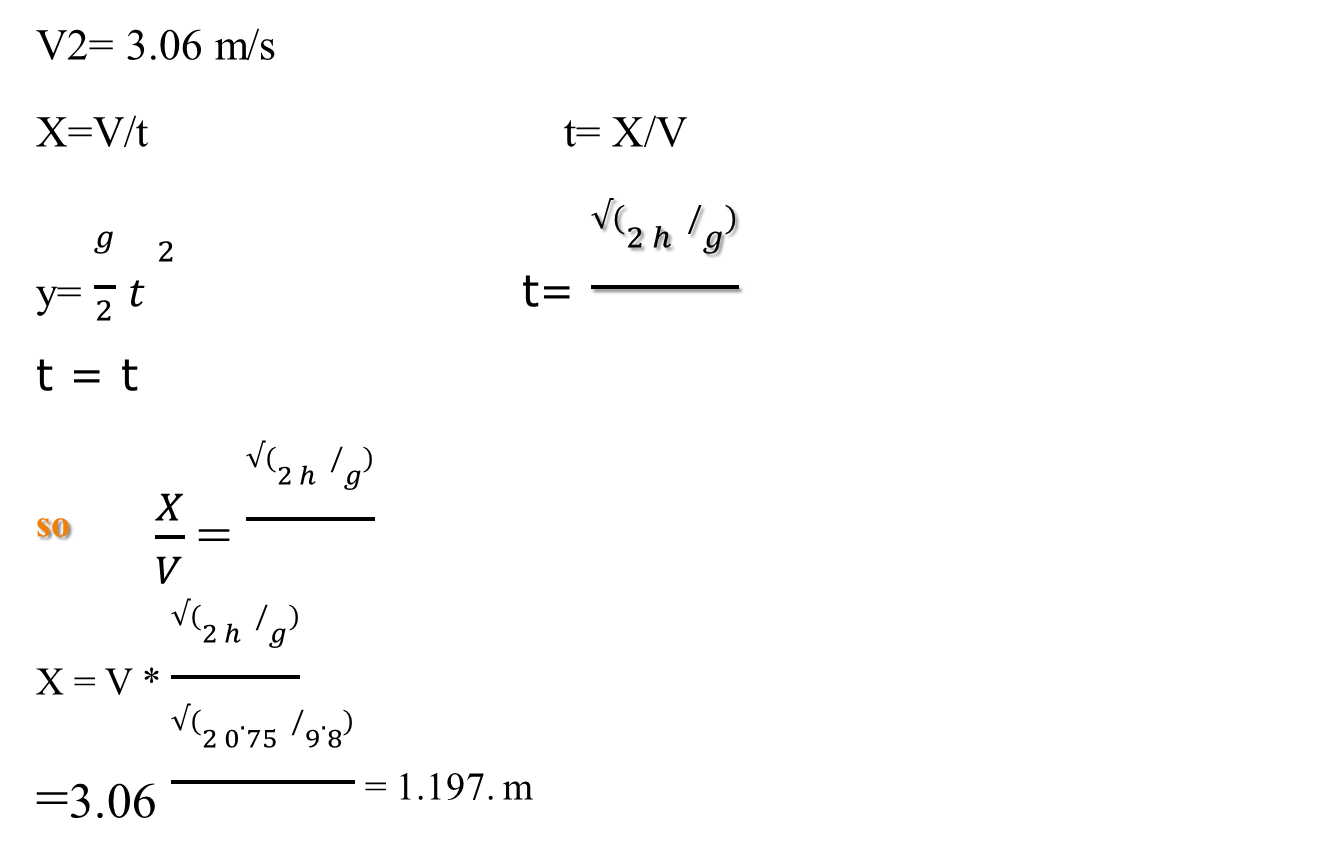 V2= 3.06 m/s
X=V/t t= X/V
y= g/2 t 2 t= √(2 h /g)
t = t
so X/V = √(2 h /g)
X = V * √(2 h /g)
=3.06 √(2 0.75 /9.8) = 1.197. m